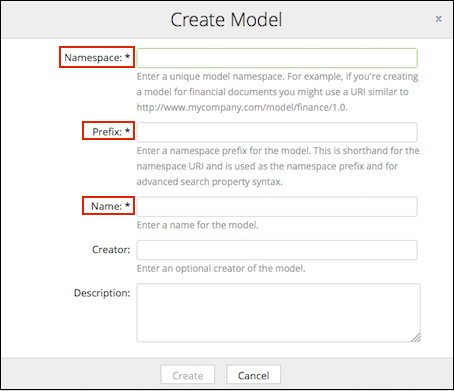 Create Model
x
Namespace: *
Enter a unique model namespace. For example, if you're creating
a model for financial documents you might use a URI similar to
http://www.mycompany.com/model/finance/1.0.
Prefix: *
Enter a namespace prefix for the model. This is shorthand for the
namespace URI and is used as the namespace prefix and for
advanced search property syntax.
Name: *
Enter a name for the model.
Creator:
Enter an optional creator of the model.
Description:
Create Cancel